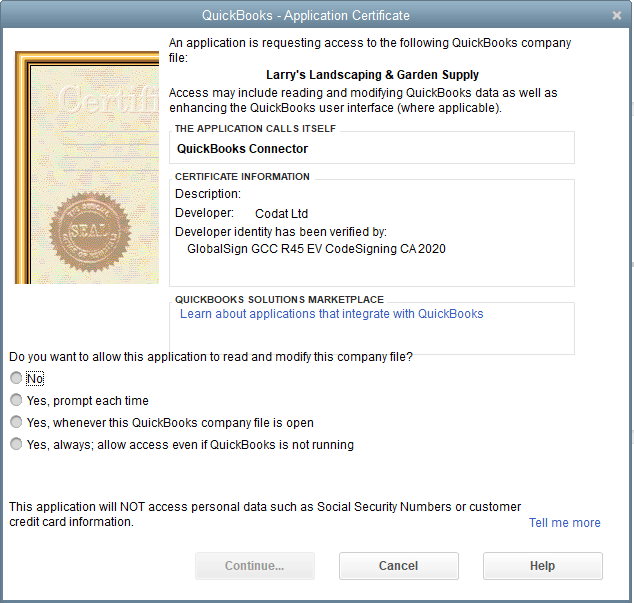 QuickBooks - Application Certificate
An application is requesting access to the following QuickBooks company
file:
Larry's Landscaping & Garden Supply
Access may include reading and modifying QuickBooks data as well as
enhancing the QuickBooks user interface (where applicable).
Certifi
SEAL
THE APPLICATION CALLS ITSELF
QuickBooks Connector
CERTIFICATE INFORMATION
Description:
Developer: Codat Ltd
Developer identity has been verified by:
GlobalSign GCC R45 EV CodeSigning CA 2020
QUICKBOOKS SOLUTIONS MARKETPLACE
Learn about applications that integrate with QuickBooks
Do you want to allow this application to read and modify this company file?
No
Yes, prompt each time
Yes, whenever this QuickBooks company file is open
Yes, always; allow access even if QuickBooks is not running
This application will NOT access personal data such as Social Security Numbers or customer
credit card information.
Tell me more
Continue...
Cancel
Help